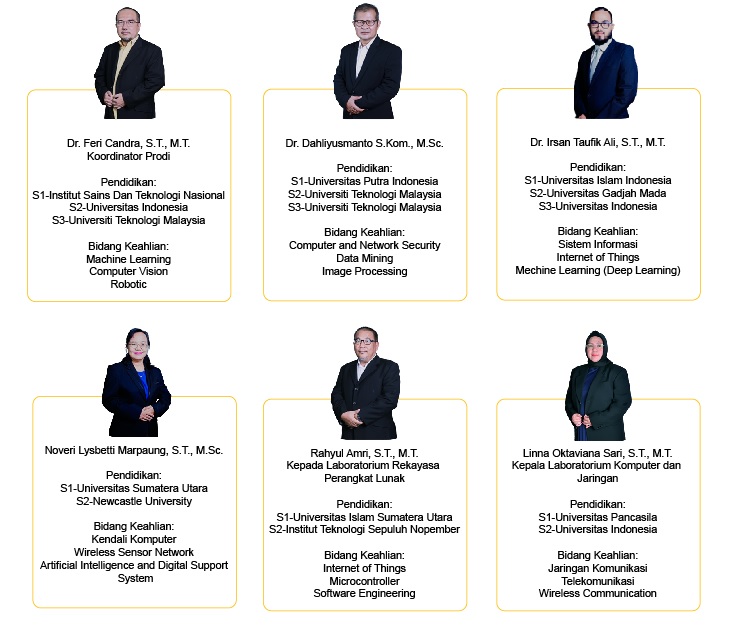 Dr. Feri Candra, S.T., M.T.
Koordinator Prodi
Pendidikan:
S1-Institut Sains Dan Teknologi Nasional
S2-Universitas Indonesia
S3-Universiti Teknologi Malaysia
Bidang Keahlian:
Machine Learning
Computer Vision
Robotic
Dr. Dahliyusmanto S.Kom., M.Sc.
Pendidikan:
S1-Universitas Putra Indonesia
S2-Universiti Teknologi Malaysia
S3-Universiti Teknologi Malaysia
Bidang Keahlian:
Computer and Network Security
Data Mining
Image Processing
Dr. Irsan Taufik Ali, S.T., M.T.
Pendidikan:
S1-Universitas Islam Indonesia
S2-Universitas Gadjah Mada
S3-Universitas Indonesia
Bidang Keahlian:
Sistem Informasi
Internet of Things
Mechine Learning (Deep Learning)
Noveri Lysbetti Marpaung, S.T., M.Sc.
Pendidikan:
S1-Universitas Sumatera Utara
S2-Newcastle University
Bidang Keahlian:
Kendali Komputer
Wireless Sensor Network
Artificial Intelligence and Digital Support
System
Rahyul Amri, S.T., M.T.
Kepada Laboratorium Rekayasa
Perangkat Lunak
Pendidikan:
S1-Universitas Islam Sumatera Utara
S2-Institut Teknologi Sepuluh Nopember
Bidang Keahlian:
Internet of Things
Microcontroller
Software Engineering
Linna Oktaviana Sari, S.T., M.T.
Kepala Laboratorium Komputer dan
Jaringan
Pendidikan:
S1-Universitas Pancasila
S2-Universitas Indonesia
Bidang Keahlian:
Jaringan Komunikasi
Telekomunikasi
Wireless Communication